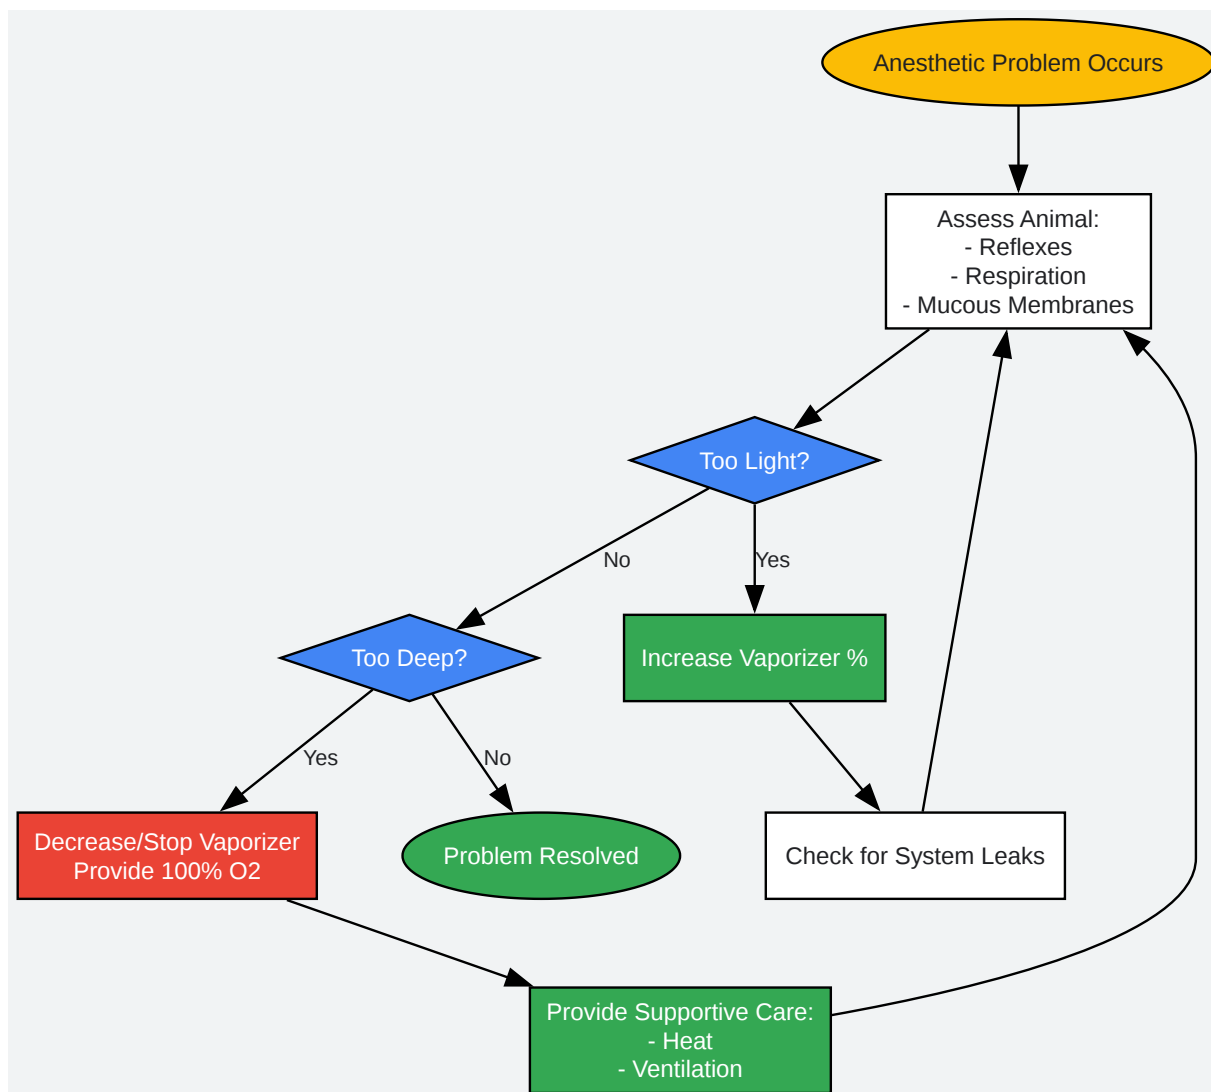 Anesthetic Problem Occurs
Assess Animal:
- Reflexes
- Respiration
- Mucous Membranes
Too Light?
No
Yes
Too Deep?
Increase Vaporizer %
Yes
No
Decrease/Stop Vaporizer
Provide 100% O2
Problem Resolved
Check for System Leaks
Provide Supportive Care:
- Heat
- Ventilation